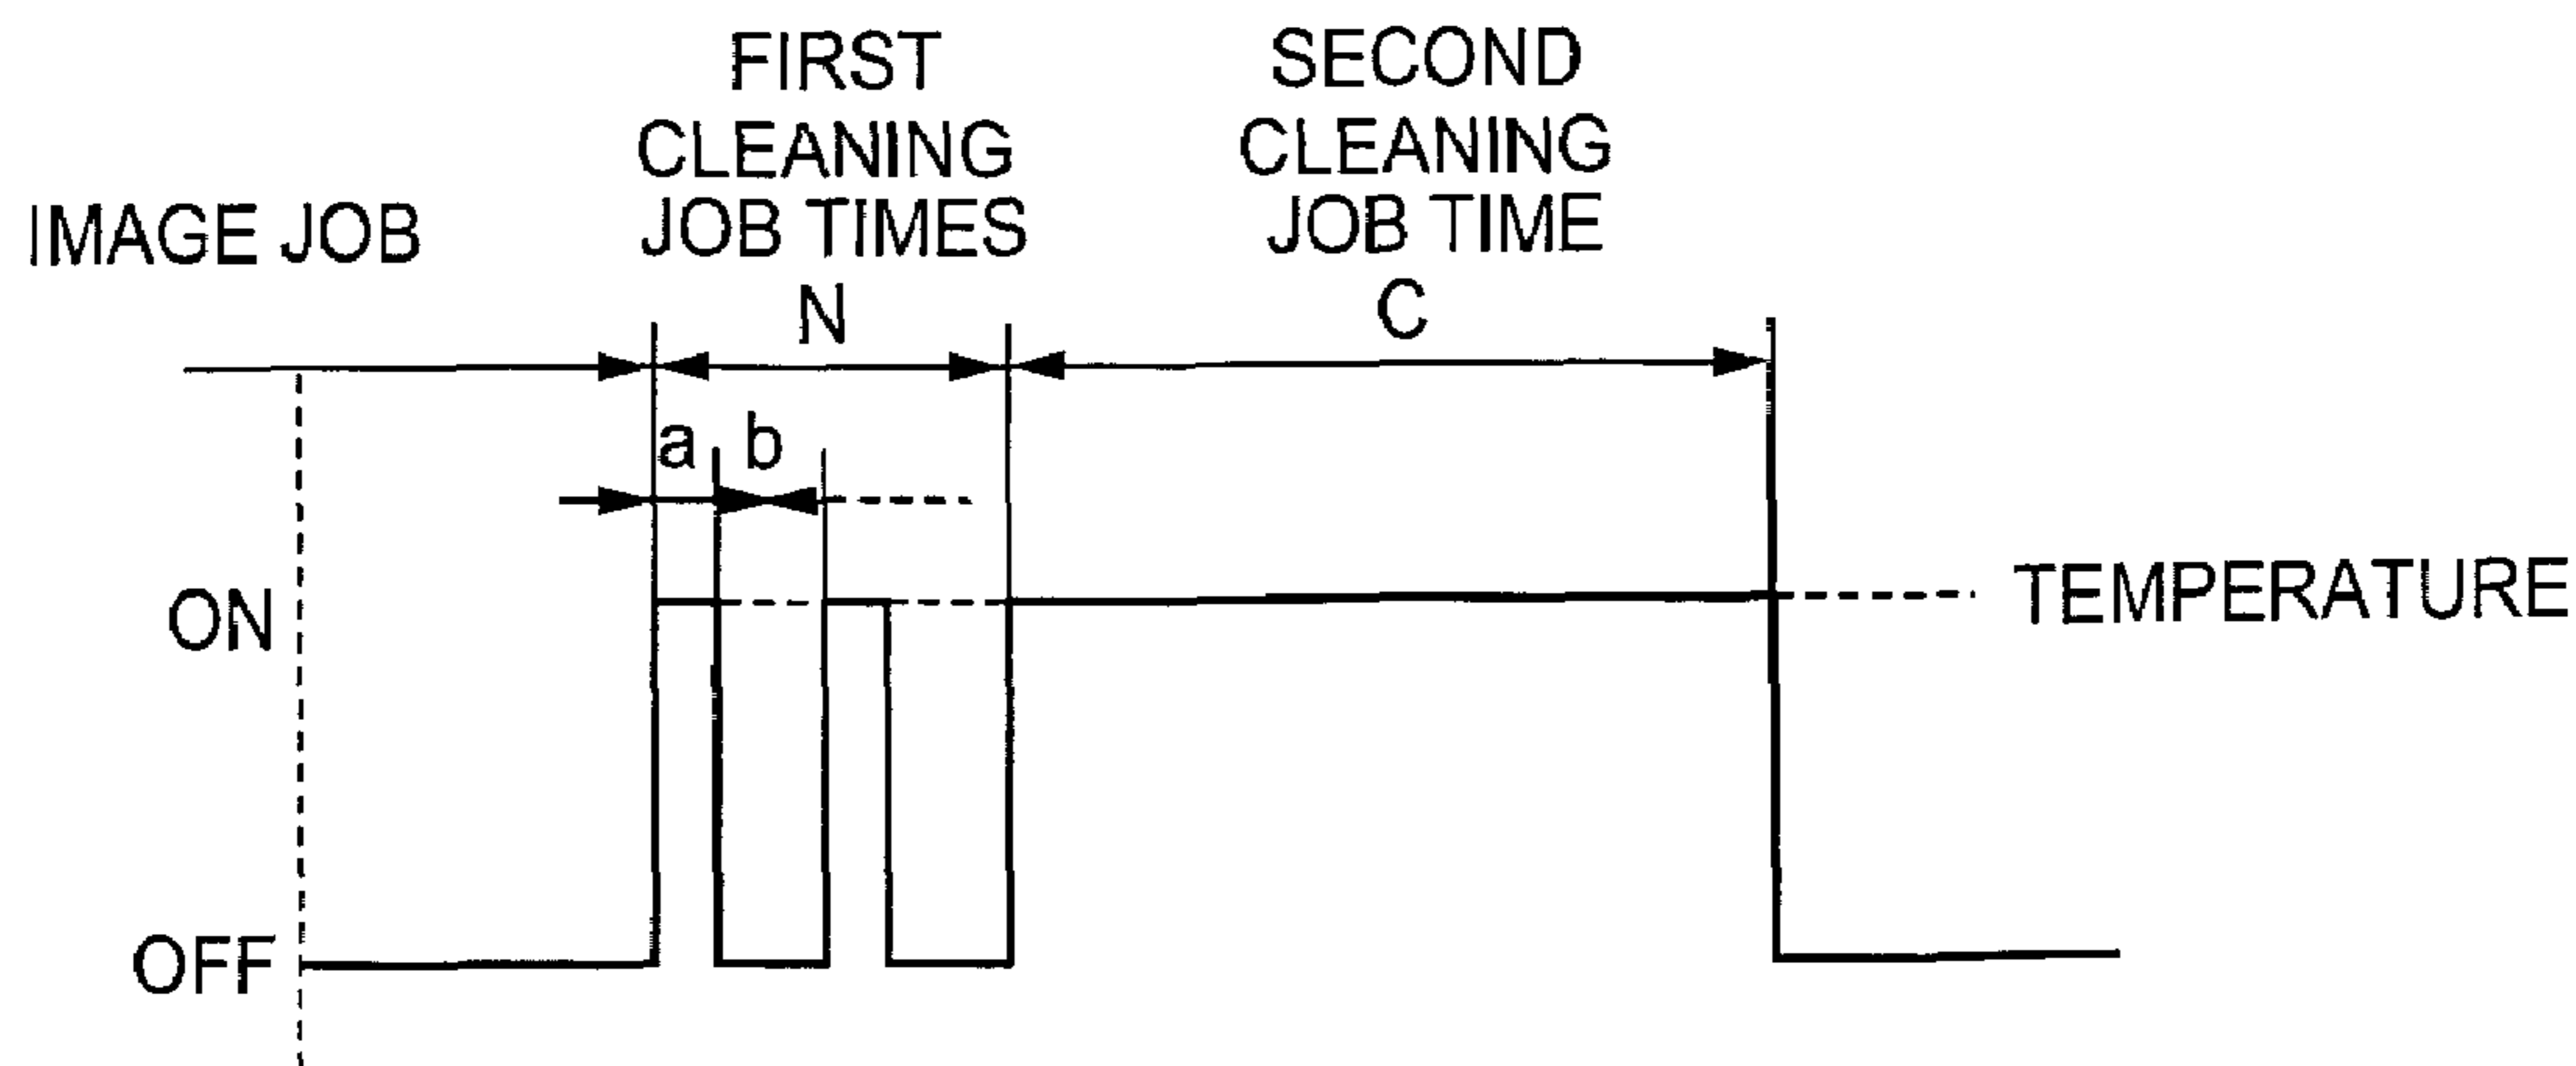 IMAGE JOB
FIRST
CLEANING
JOB TIMES
N
SECOND
CLEANING
JOB TIME
C
a
b
ON
TEMPERATURE
OFF